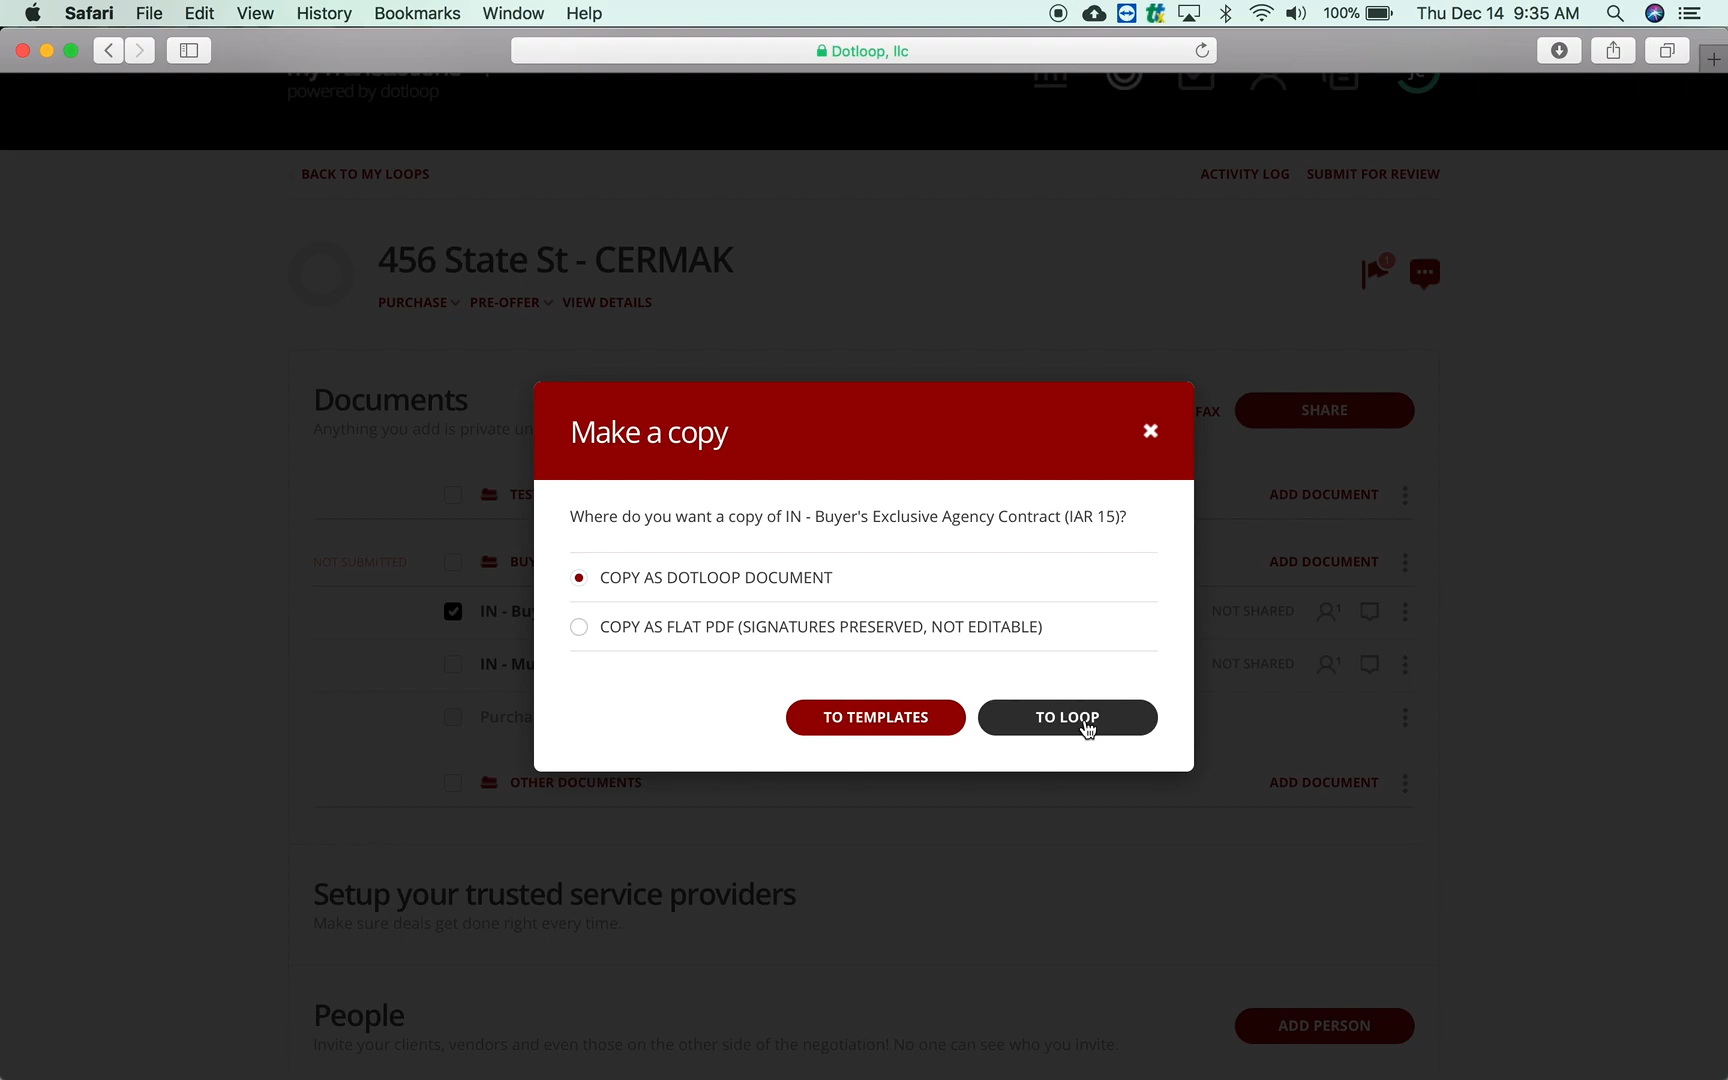 Safari File Edit View History Bookmarks Window Help 100% Thu Dec 14 9:35 AM
Dotloop, llc
powered by dotloop
BACK TO MY LOOPS ACTIVITY LOG SUBMIT FOR REVIEW
456 State St - CERMAK
1
PURCHASE PRE-OFFER VIEW DETAILS
Documents FAX SHARE
Anything you add is private un
Make a copy
TES ADD DOCUMENT
Where do you want a copy of IN - Buyer's Exclusive Agency Contract (IAR 15)?
NOT SUBMITTED BUY ADD DOCUMENT
COPY AS DOTLOOP DOCUMENT
IN - Bu NOT SHARED 1
COPY AS FLAT PDF (SIGNATURES PRESERVED, NOT EDITABLE)
IN - Mu NOT SHARED 1
Purcha
TO TEMPLATES TO LOOP
OTHER DOCUMENTS ADD DOCUMENT
Setup your trusted service providers
Make sure deals get done right every time.
People ADD PERSON
Invite your clients, vendors and even those on the other side of the negotiation! No one can see who you invite.